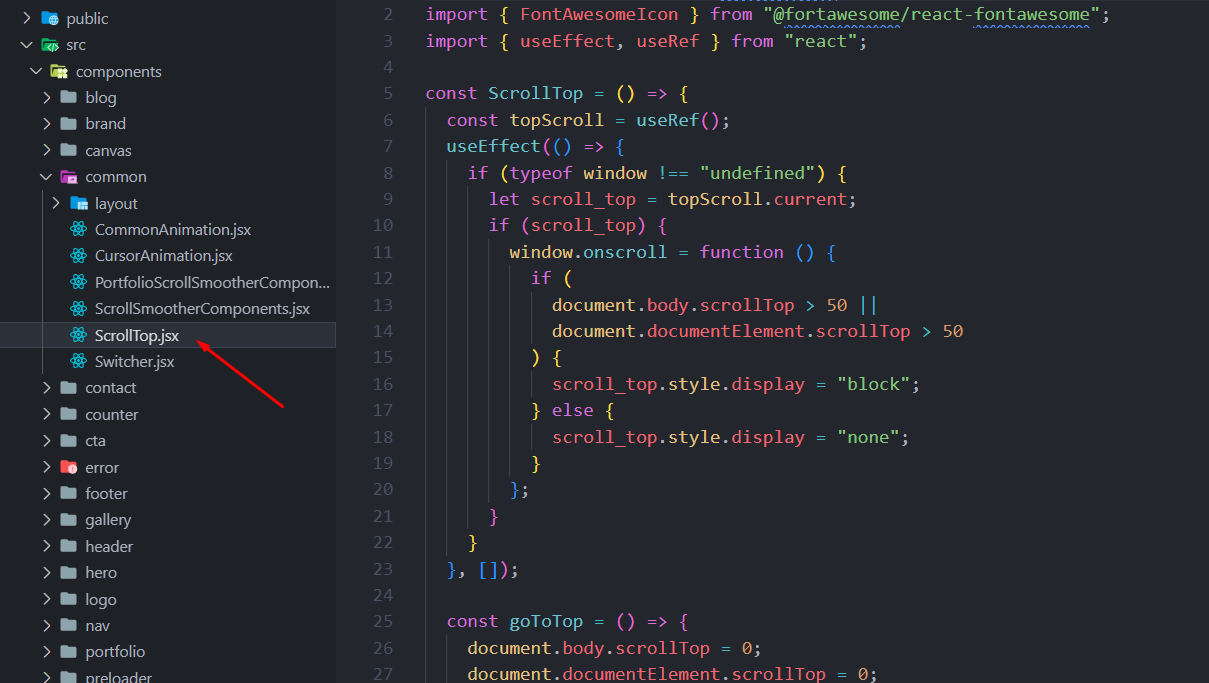 public
src
components
blog
brand
canvas
common
layout
CommonAnimation.jsx
CursorAnimation.jsx
PortfolioScrollSmootherCompon...
ScrollSmootherComponents.jsx
ScrollTop.jsx
Switcher.jsx
contact
counter
cta
error
footer
gallery
header
hero
logo
nav
portfolio
preloader
2 import { FontAwesomeIcon } from "@fortawesome/react-fontawesome";
3 import { useEffect, useRef } from "react";
4
5 const ScrollTop = () => {
6 const topScroll = useRef();
7 useEffect(() => {
8 if (typeof window !== "undefined") {
9 let scroll_top = topScroll.current;
10 if (scroll_top) {
11 window.onscroll = function () {
12 if (
13 document.body.scrollTop > 50 ||
14 document.documentElement.scrollTop > 50
15 ) {
16 scroll_top.style.display = "block";
17 } else {
18 scroll_top.style.display = "none";
19 }
20 };
21 }
22 }
23 }, []);
24
25 const goToTop = () => {
26 document.body.scrollTop = 0;
27 document.documentElement.scrollTop = 0;